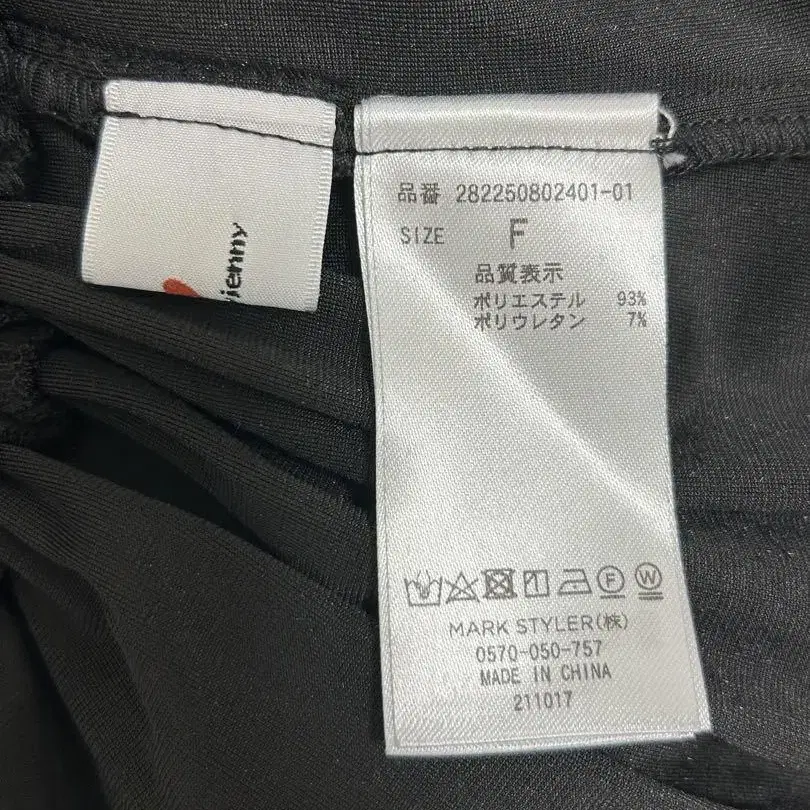 品番 282250802401-01
SIZE F
品質表示
ポリエステル 93%
ポリウレタン 7%
F W
MARK STYLER(株)
0570-050-757
MADE IN CHINA
211017